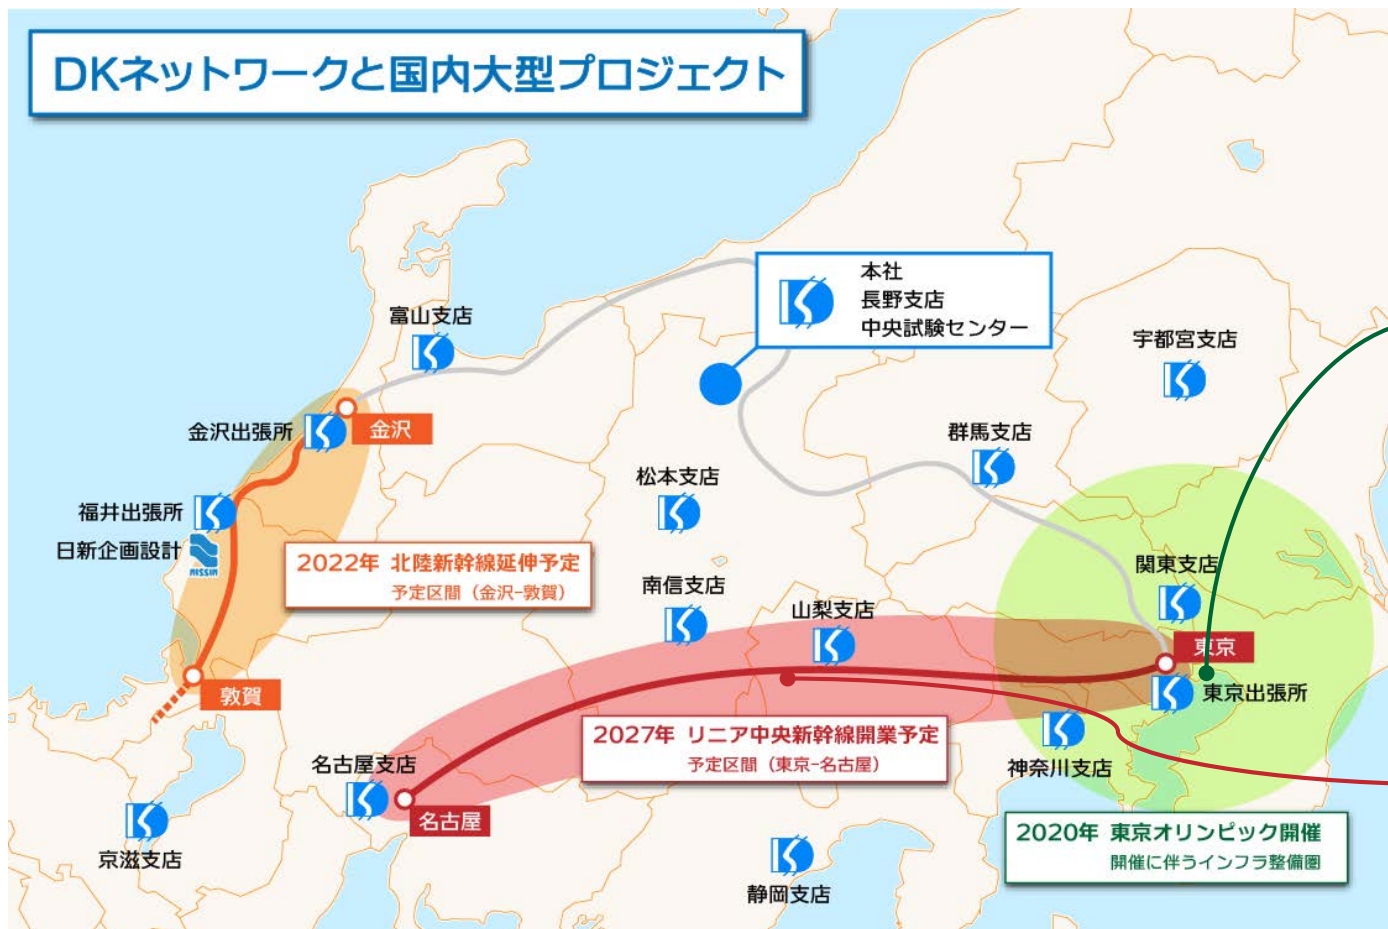 DKネットワークと国内大型プロジェクト
本社
長野支店
中央試験センター
富山支店
宇都宮支店
金沢出張所
金沢
群馬支店
松本支店
福井出張所
日新企画設計
NISSIN
2022年 北陸新幹線延伸予定
予定区間（金沢-敦賀）
関東支店
南信支店
山梨支店
東京
敦賀
東京出張所
2027年 リニア中央新幹線開業予定
予定区間（東京-名古屋）
名古屋支店
神奈川支店
名古屋
2020年 東京オリンピック開催
開催に伴うインフラ整備圏
京滋支店
静岡支店